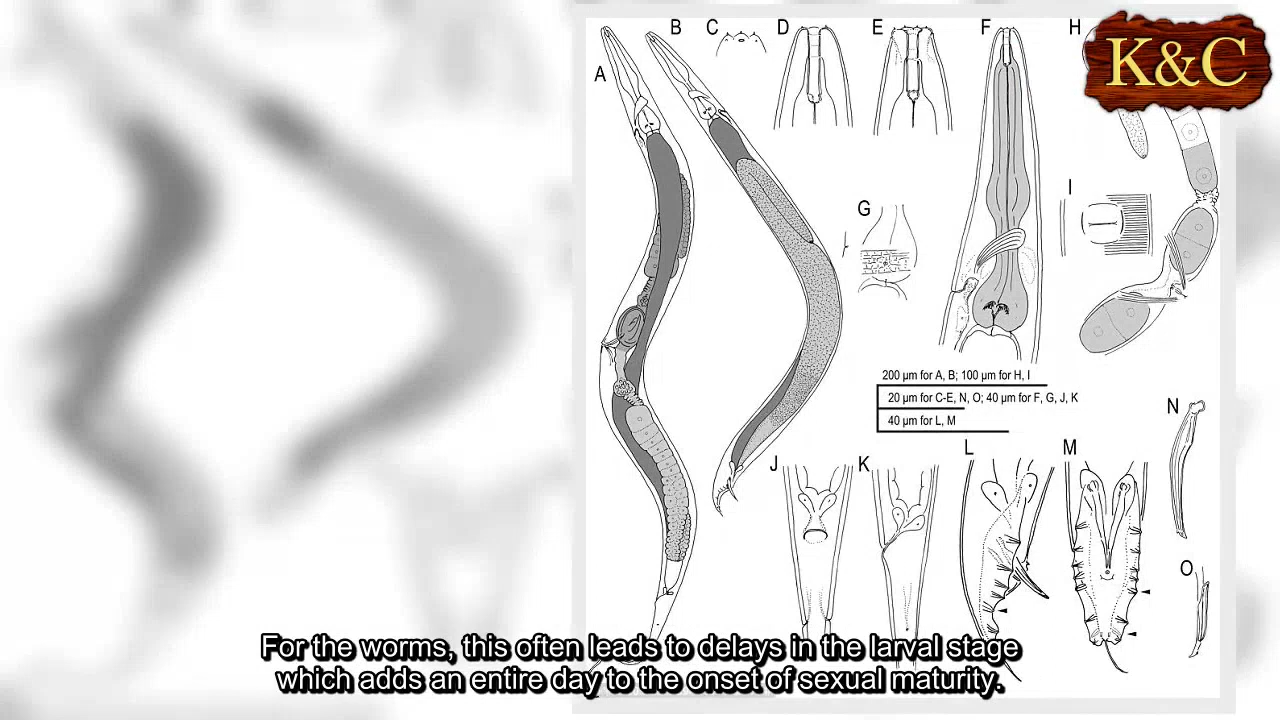 B C D E F H
K&C
A
I
G
200 µm for A, B; 100 µm for H, I
20 µm for C-E, N, O; 40 µm for F, G, J, K
40 µm for L, M
N
J K L M
O
For the worms, this often leads to delays in the larval stage
which adds an entire day to the onset of sexual maturity.